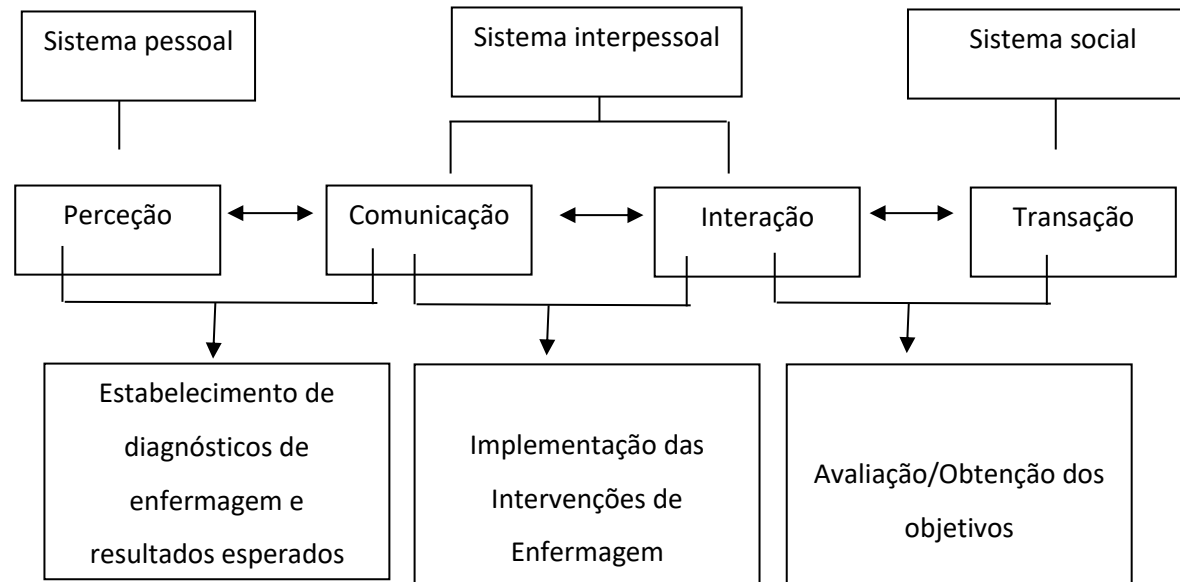 Sistema pessoal
Sistema interpessoal
Sistema social
Perceção
Comunicação
Interação
Transação
Estabelecimento de
diagnósticos de
enfermagem e
resultados esperados
Implementação das
Intervenções de
Enfermagem
Avaliação/Obtenção dos
objetivos